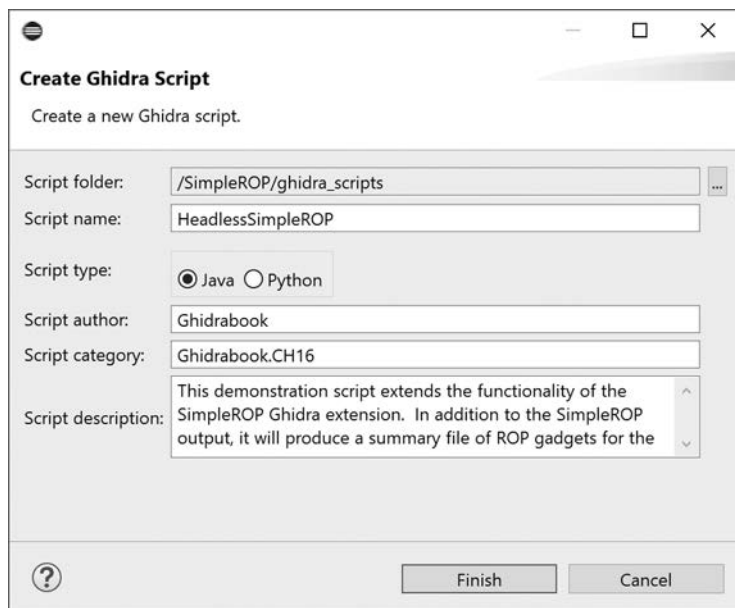 Create Ghidra Script
Create a new Ghidra script.
Script folder: /SimpleROP/ghidra_scripts ...
Script name: HeadlessSimpleROP
Script type: Java Python
Script author: Ghidrabook
Script category: Ghidrabook.CH16
Script description: This demonstration script extends the functionality of the
SimpleROP Ghidra extension. In addition to the SimpleROP
output, it will produce a summary file of ROP gadgets for the
? Finish Cancel